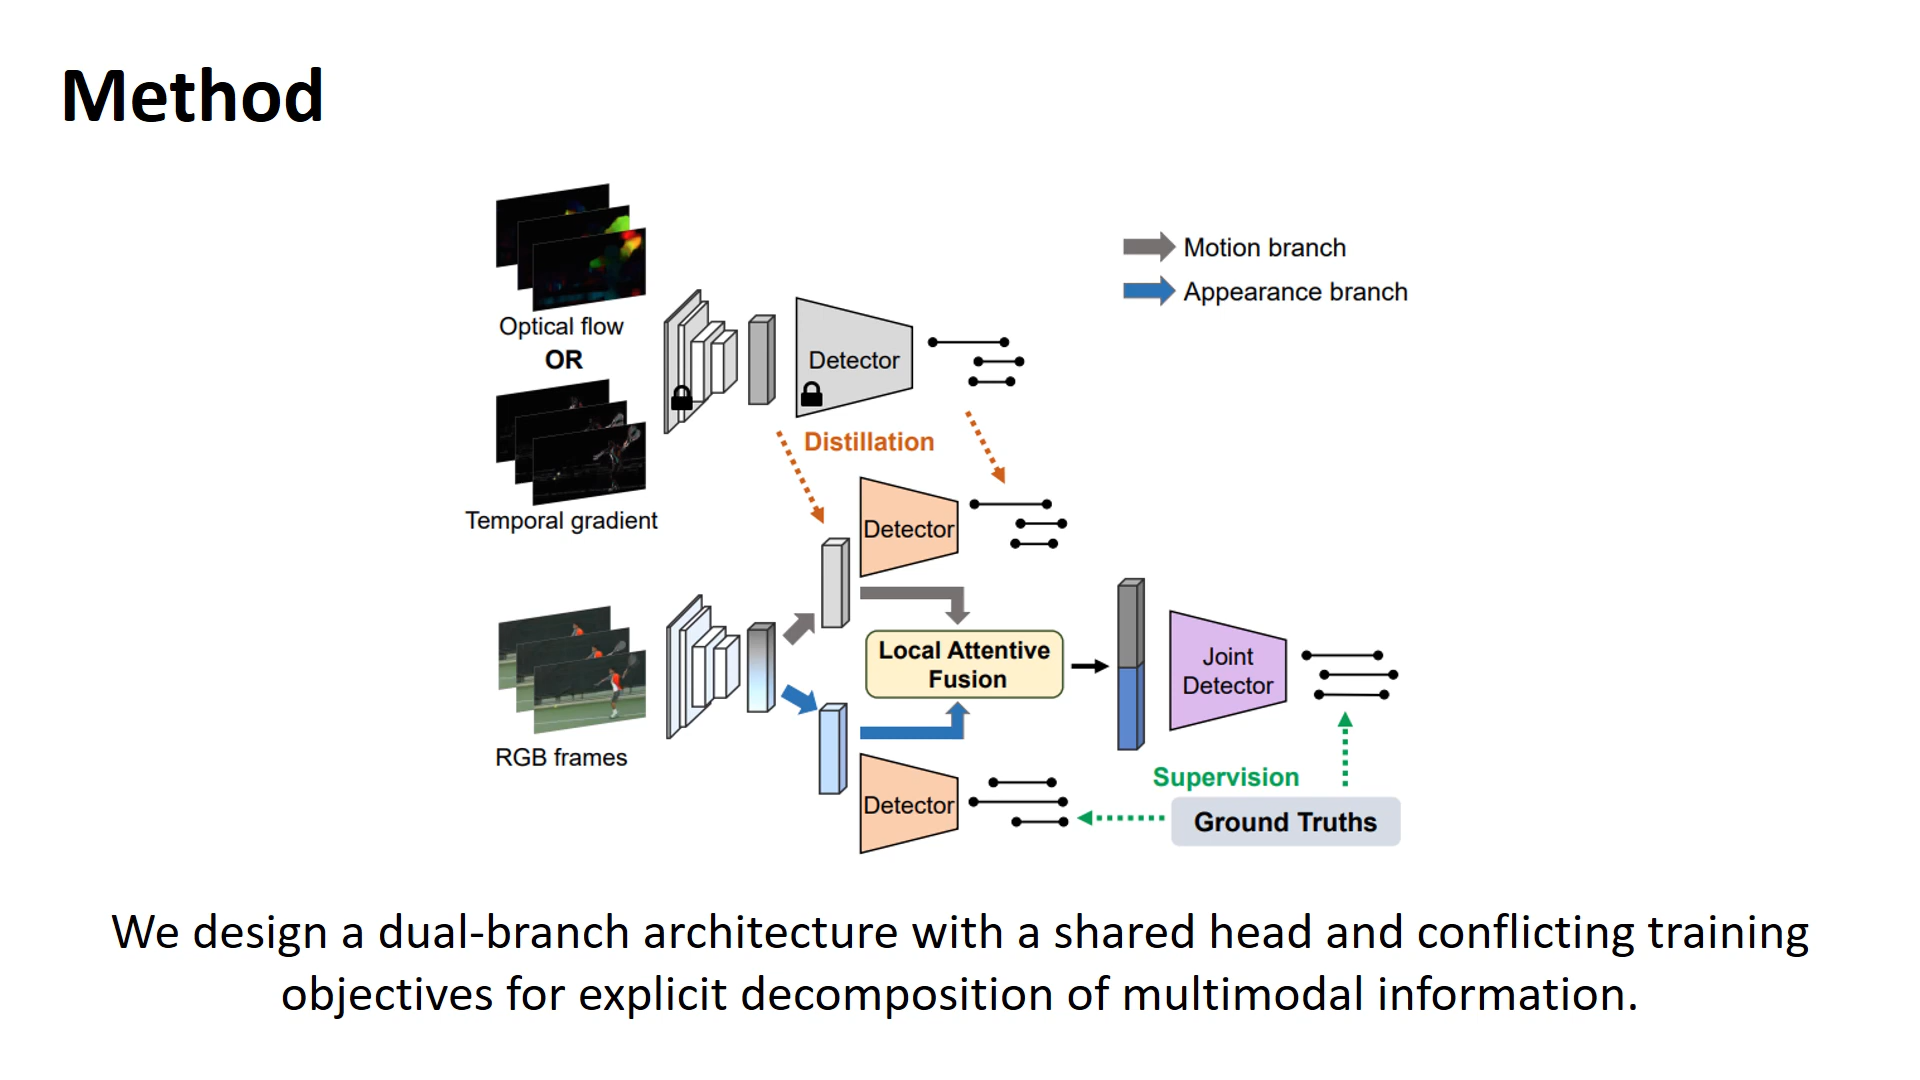 Method
Optical flow
OR
Temporal gradient
Detector
Motion branch
Appearance branch
Distillation
Detector
RGB frames
Local Attentive
Fusion
Detector
Joint
Detector
Supervision
Ground Truths
We design a dual-branch architecture with a shared head and conflicting training
objectives for explicit decomposition of multimodal information.